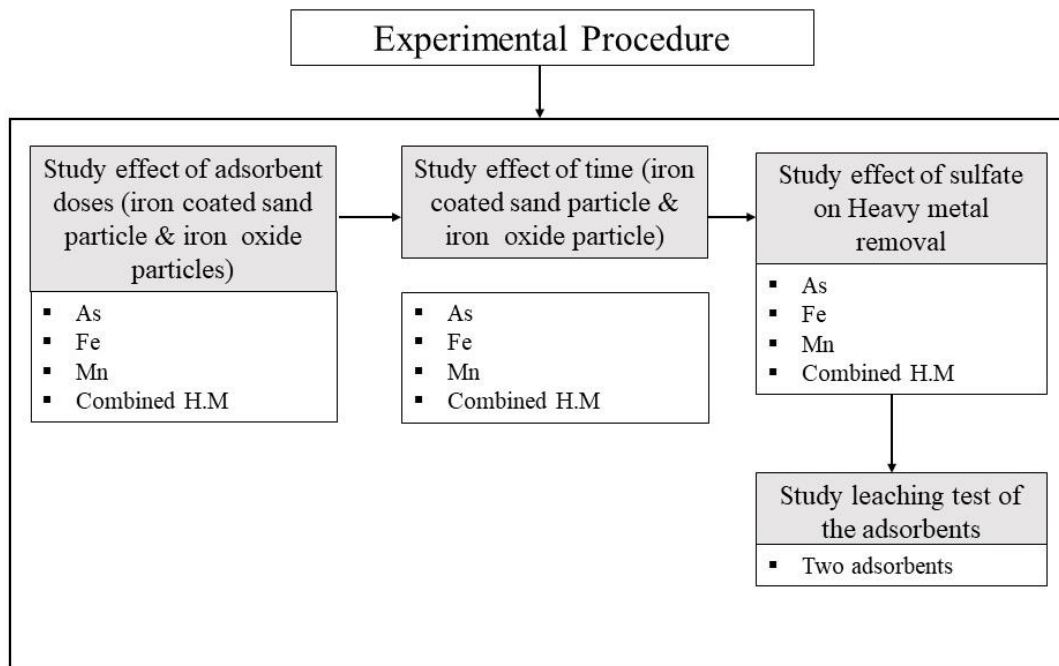 Experimental Procedure
Study effect of adsorbent
doses (iron coated sand
particle & iron oxide
particles)
▪ As
▪ Fe
▪ Mn
▪ Combined H.M
Study effect of time (iron
coated sand particle &
iron oxide particle)
▪ As
▪ Fe
▪ Mn
▪ Combined H.M
Study effect of sulfate
on Heavy metal
removal
▪ As
▪ Fe
▪ Mn
▪ Combined H.M
Study leaching test of
the adsorbents
▪ Two adsorbents